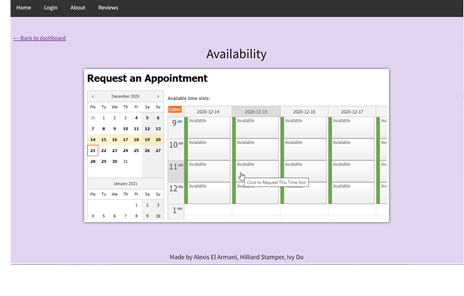 Home Login About Reviews
← Back to dashboard
Availability
Request an Appointment
< December 2020 >
Available time slots:
Mo Tu We Th Fr Sa Su
DEMO 2020-12-14 2020-12-15 2020-12-16 2020-12-17
30 1 2 3 4 5 6
7 8 9 10 11 12 13
14 15 16 17 18 19 20
21 22 23 24 25 26 27
28 29 30 31
9 AM Available Available Available Available Ava
10 AM Available Available Available Available Ava
11 AM Available Available Available Available Ava
Click to Request This Time Slot
12 PM Available Available Available Available Ava
1 PM
January 2021
Mo Tu We Th Fr Sa Su
1 2 3
4 5 6 7 8 9 10
Made by Alexis El Armani, Hilliard Stamper, Ivy Do